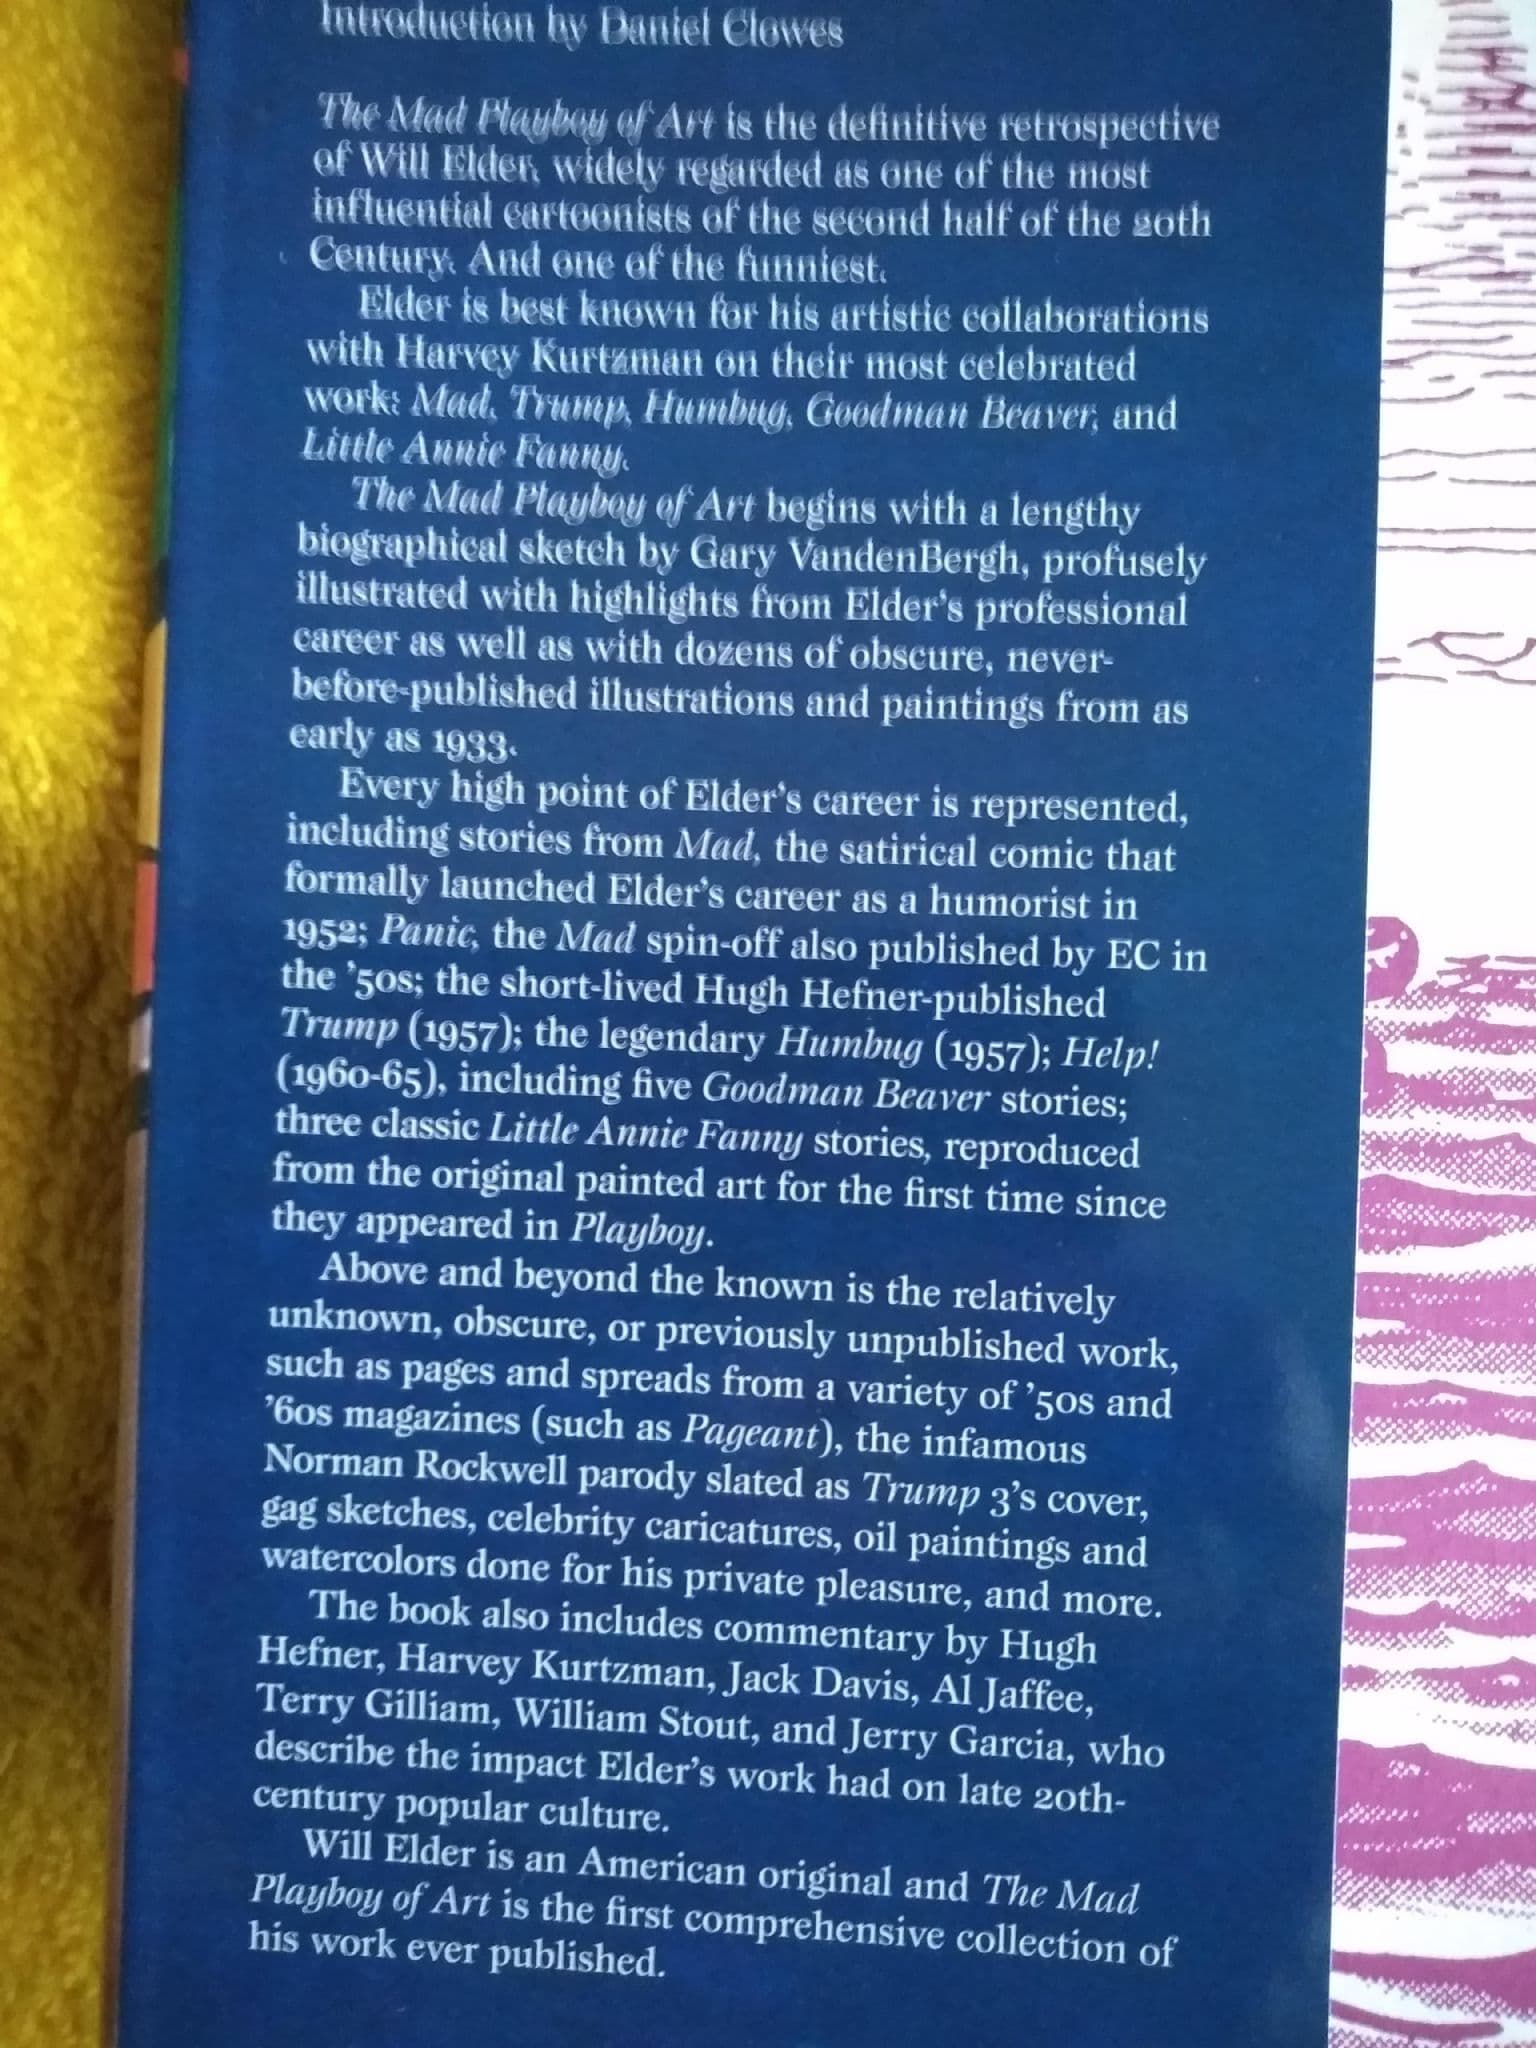 Introduction by Daniel Clowes
The Mad Playboy of Art is the definitive retrospective
of Will Elder, widely regarded as one of the most
influential cartoonists of the second half of the 20th
Century. And one of the funniest.
Elder is best known for his artistic collaborations
with Harvey Kurtzman on their most celebrated
work: Mad, Trump, Humbug, Goodman Beaver, and
Little Annie Fanny.
The Mad Playboy of Art begins with a lengthy
biographical sketch by Gary VandenBergh, profusely
illustrated with highlights from Elder's professional
career as well as with dozens of obscure, never-
before-published illustrations and paintings from as
early as 1933.
Every high point of Elder's career is represented,
including stories from Mad, the satirical comic that
formally launched Elder's career as a humorist in
1952; Panic, the Mad spin-off also published by EC in
the '50s; the short-lived Hugh Hefner-published
Trump (1957); the legendary Humbug (1957); Help!
(1960-65), including five Goodman Beaver stories;
three classic Little Annie Fanny stories, reproduced
from the original painted art for the first time since
they appeared in Playboy.
Above and beyond the known is the relatively
unknown, obscure, or previously unpublished work,
such as pages and spreads from a variety of '50s and
'60s magazines (such as Pageant), the infamous
Norman Rockwell parody slated as Trump 3's cover,
gag sketches, celebrity caricatures, oil paintings and
watercolors done for his private pleasure, and more.
The book also includes commentary by Hugh
Hefner, Harvey Kurtzman, Jack Davis, Al Jaffee,
Terry Gilliam, William Stout, and Jerry Garcia, who
describe the impact Elder's work had on late 20th-
century popular culture.
Will Elder is an American original and The Mad
Playboy of Art is the first comprehensive collection of
his work ever published.